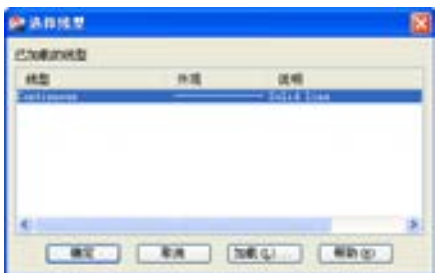 选择线型
已加载的线型
线型 外观 说明
Continuous Solid line
确定 取消 加载(L)... 帮助(H)